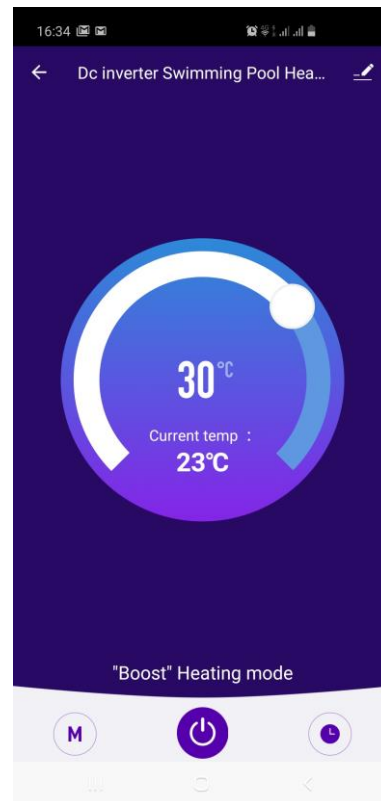 16:34
Dc inverter Swimming Pool Hea...
30°C
Current temp :
23°C
"Boost" Heating mode
M